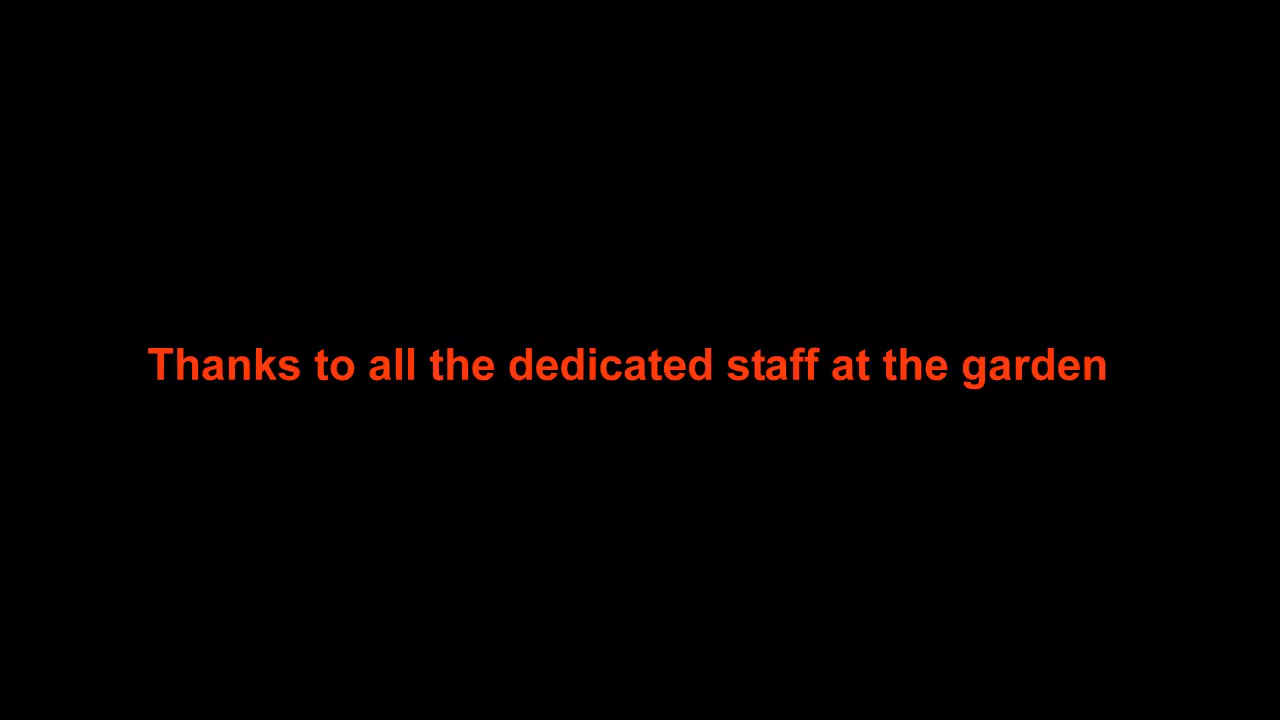 Thanks to all the dedicated staff at the garden